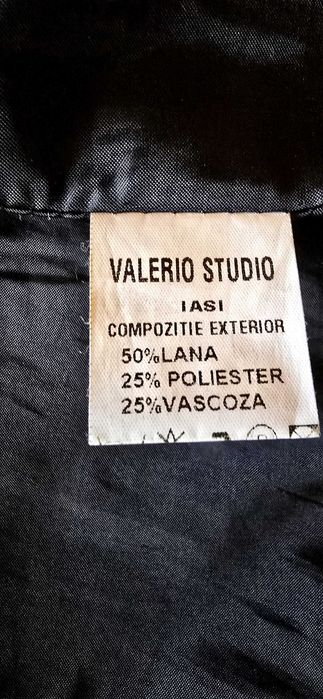 VALERIO STUDIO
IASI
COMPOZITIE EXTERIOR
50%LANA
25% POLIESTER
25%VASCOZA